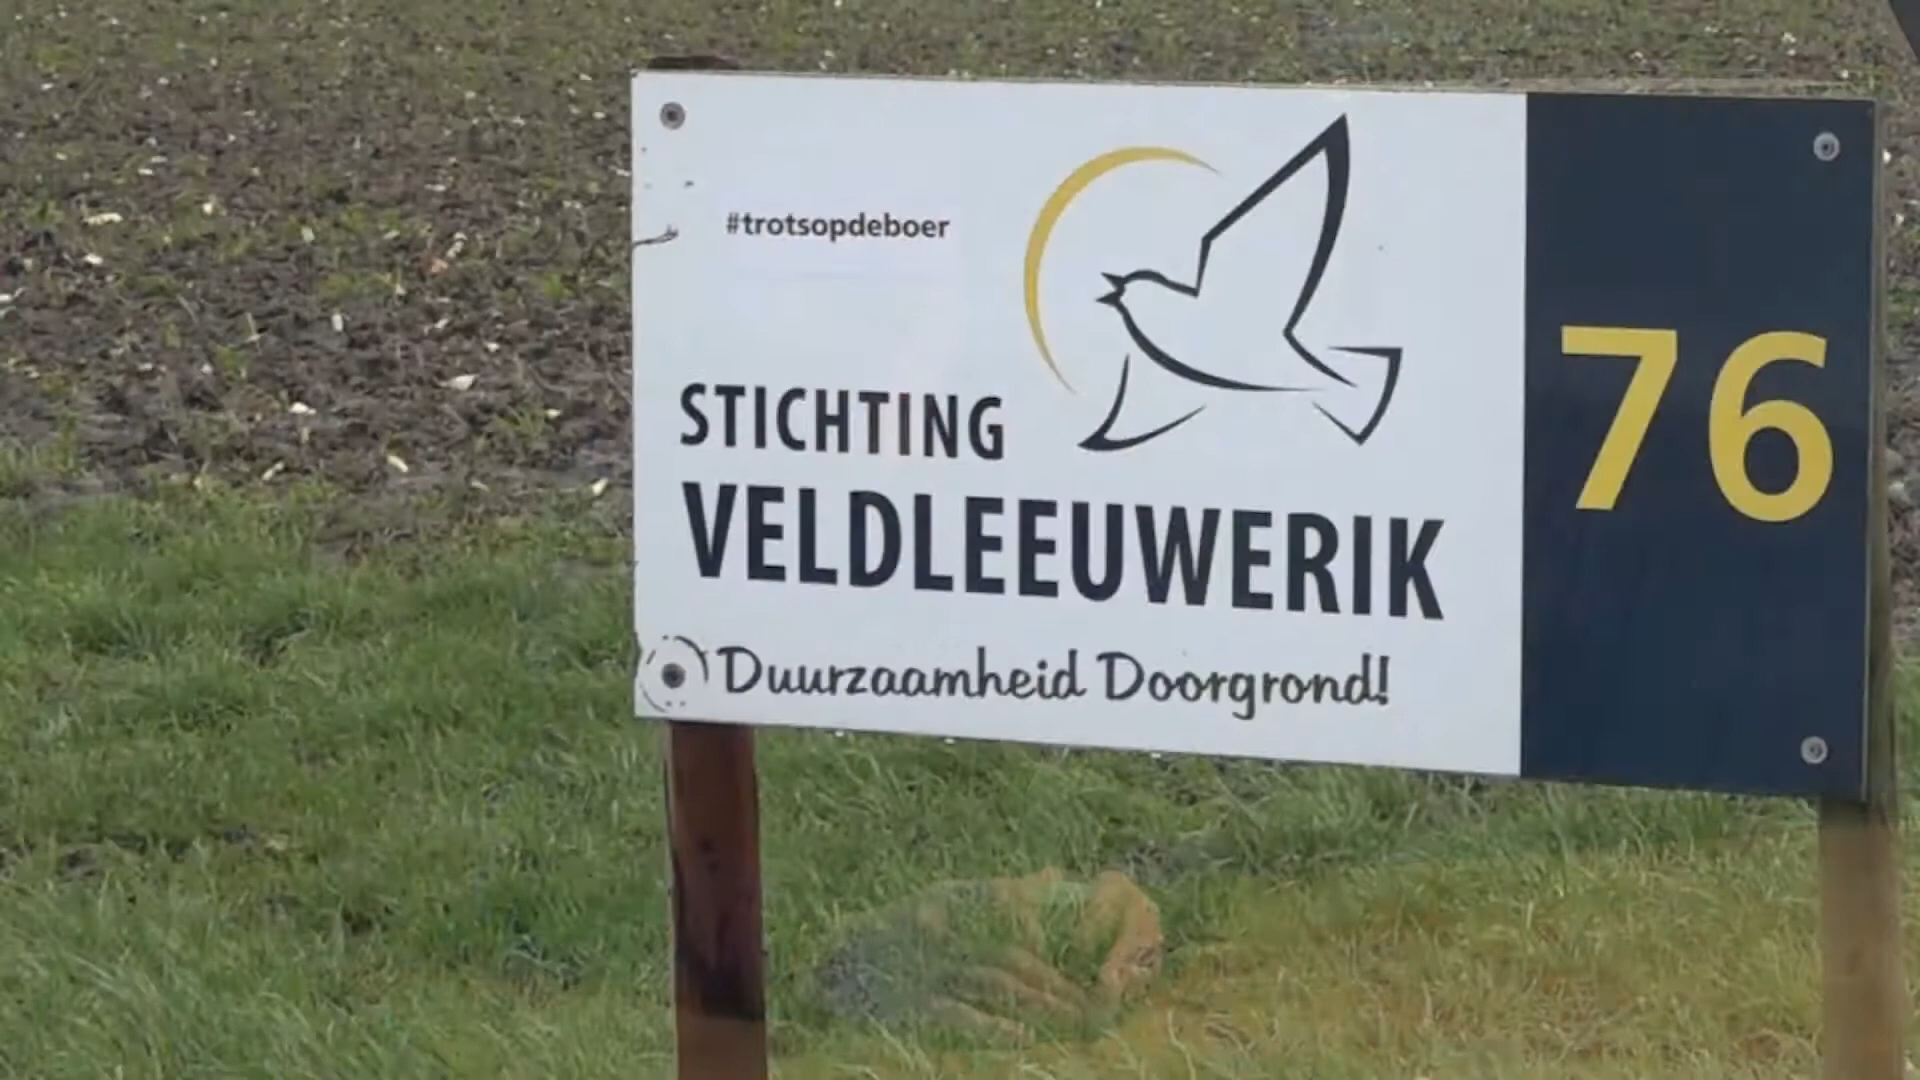 #trotsopdeboer
STICHTING
VELDLEEUWERIK
Duurzaamheid Doorgrond!
76